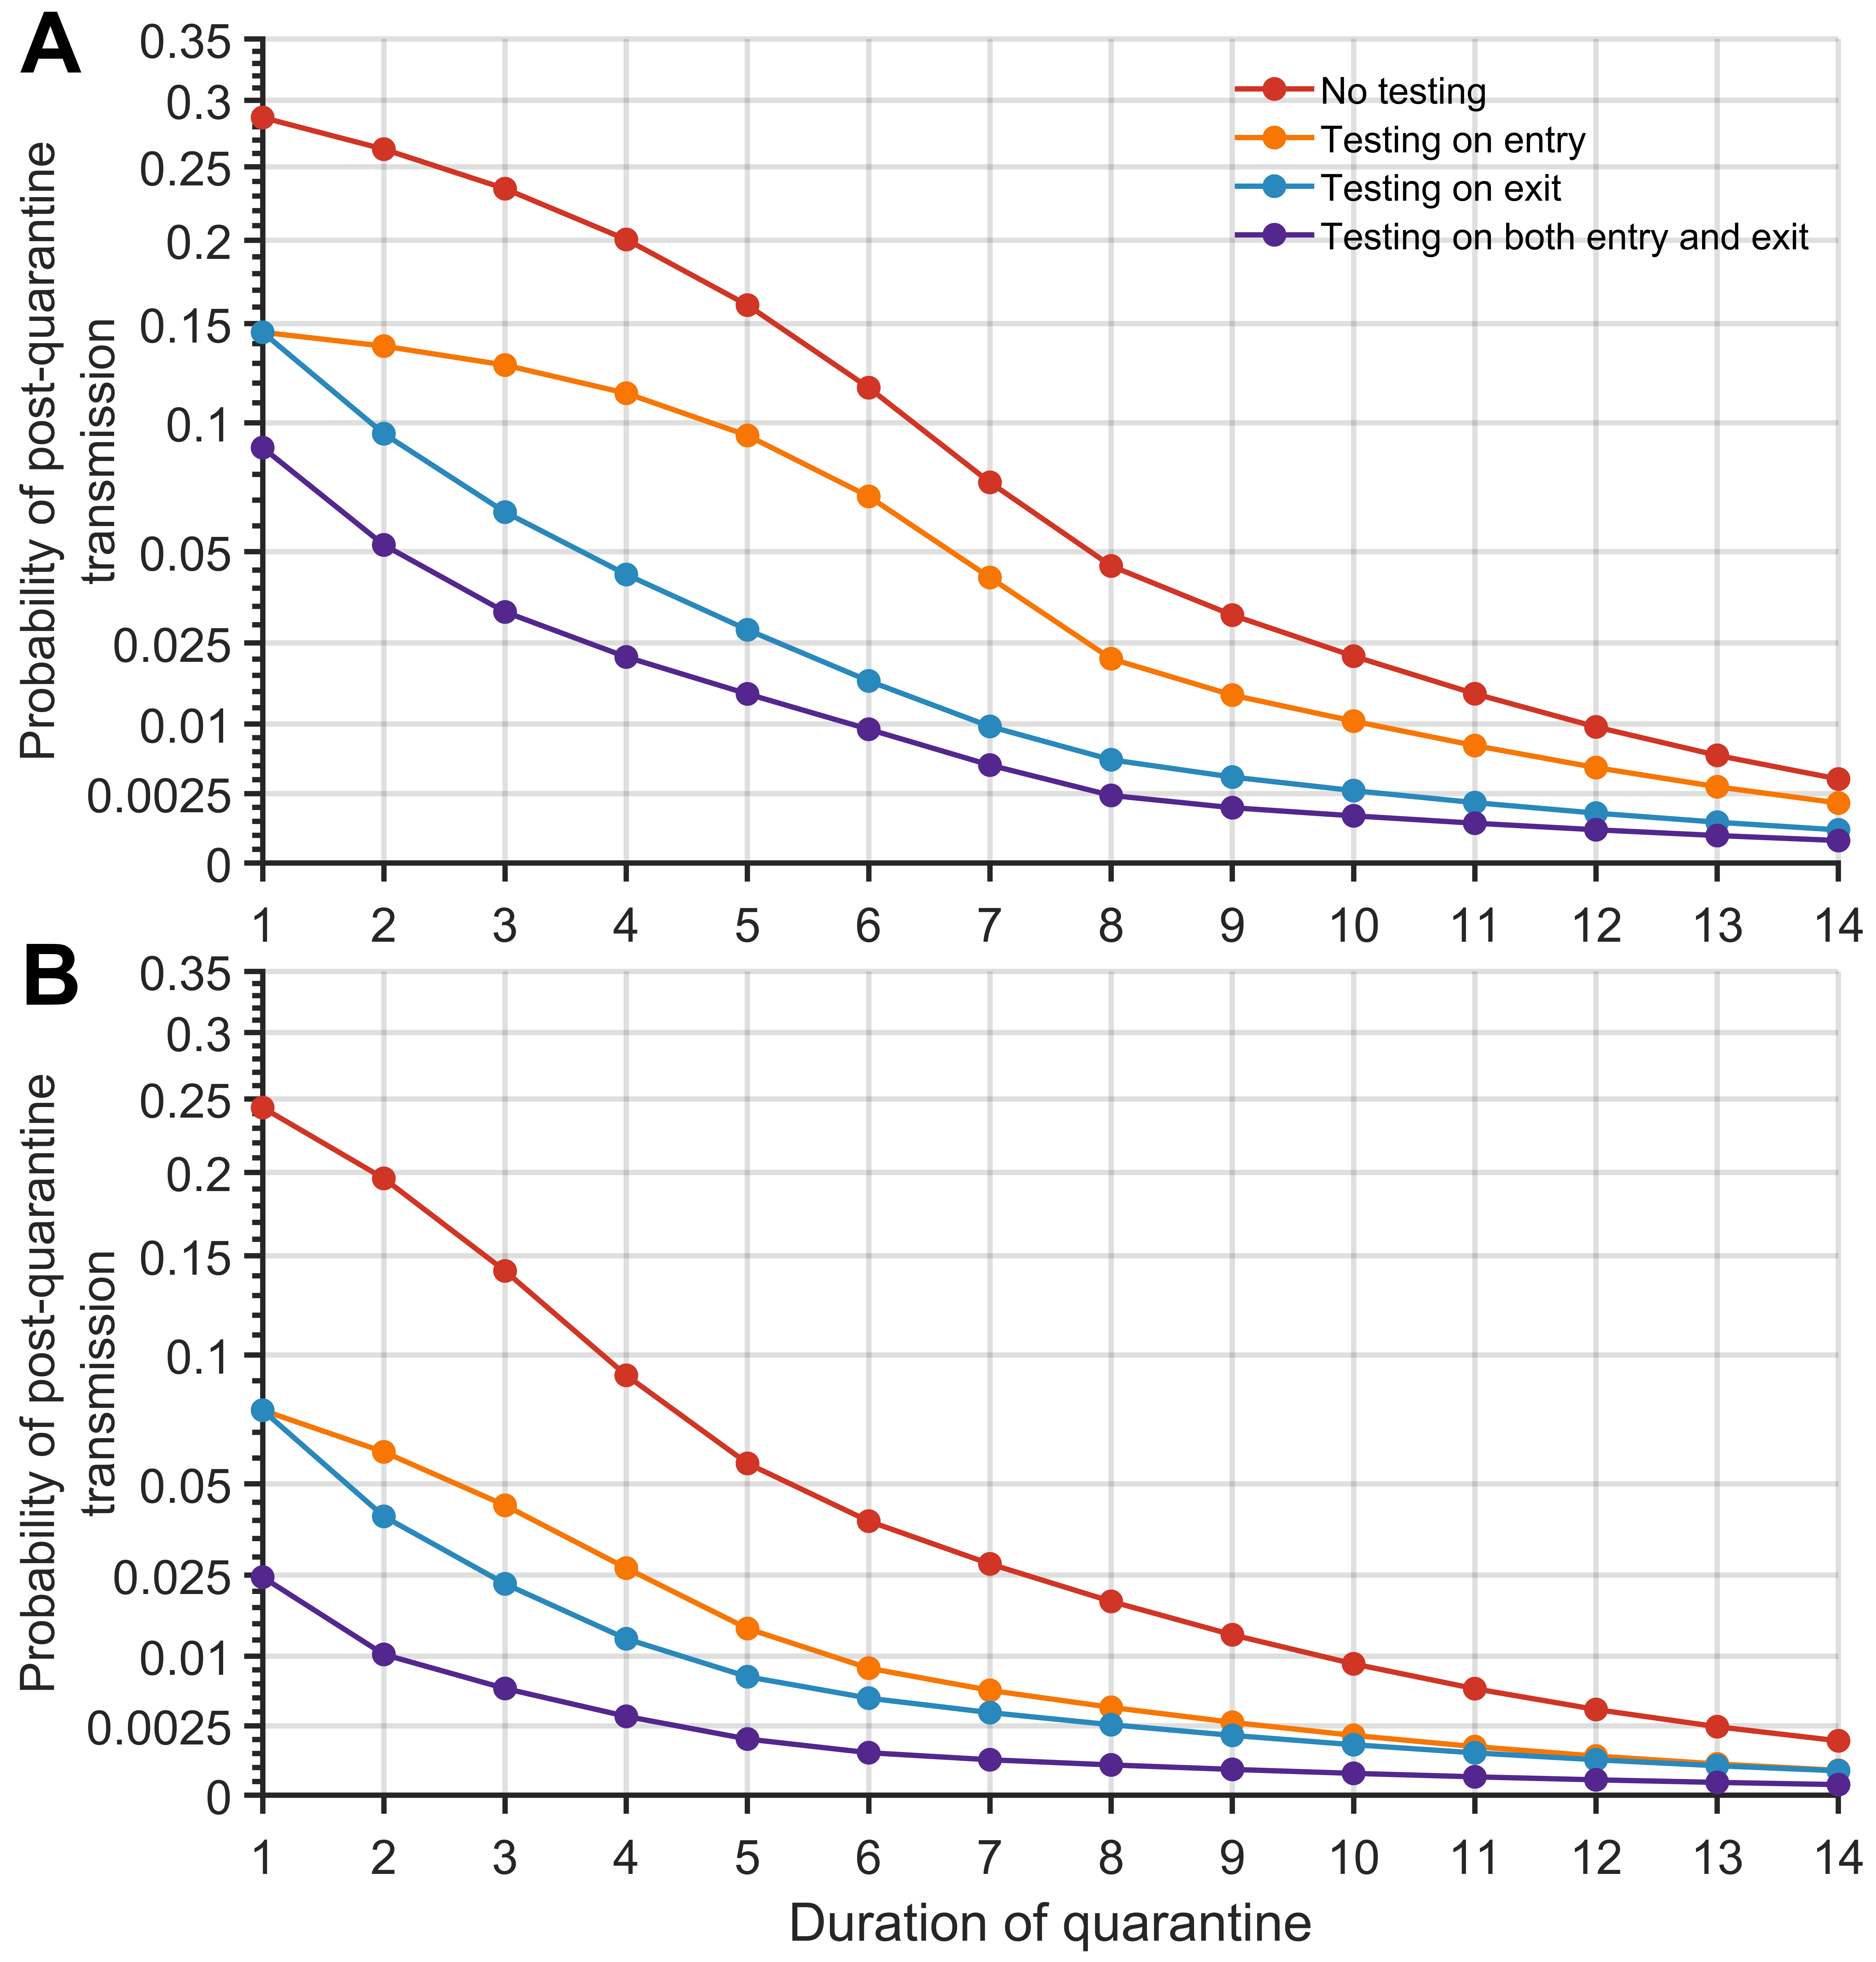 A
0.35
0.3
0.25
0.2
0.15
0.1
0.05
0.025
0.01
0.0025
0
Probability of post-quarantine
transmission
No testing
Testing on entry
Testing on exit
Testing on both entry and exit
1 2 3 4 5 6 7 8 9 10 11 12 13 14
B
0.35
0.3
0.25
0.2
0.15
0.1
0.05
0.025
0.01
0.0025
0
Probability of post-quarantine
transmission
1 2 3 4 5 6 7 8 9 10 11 12 13 14
Duration of quarantine